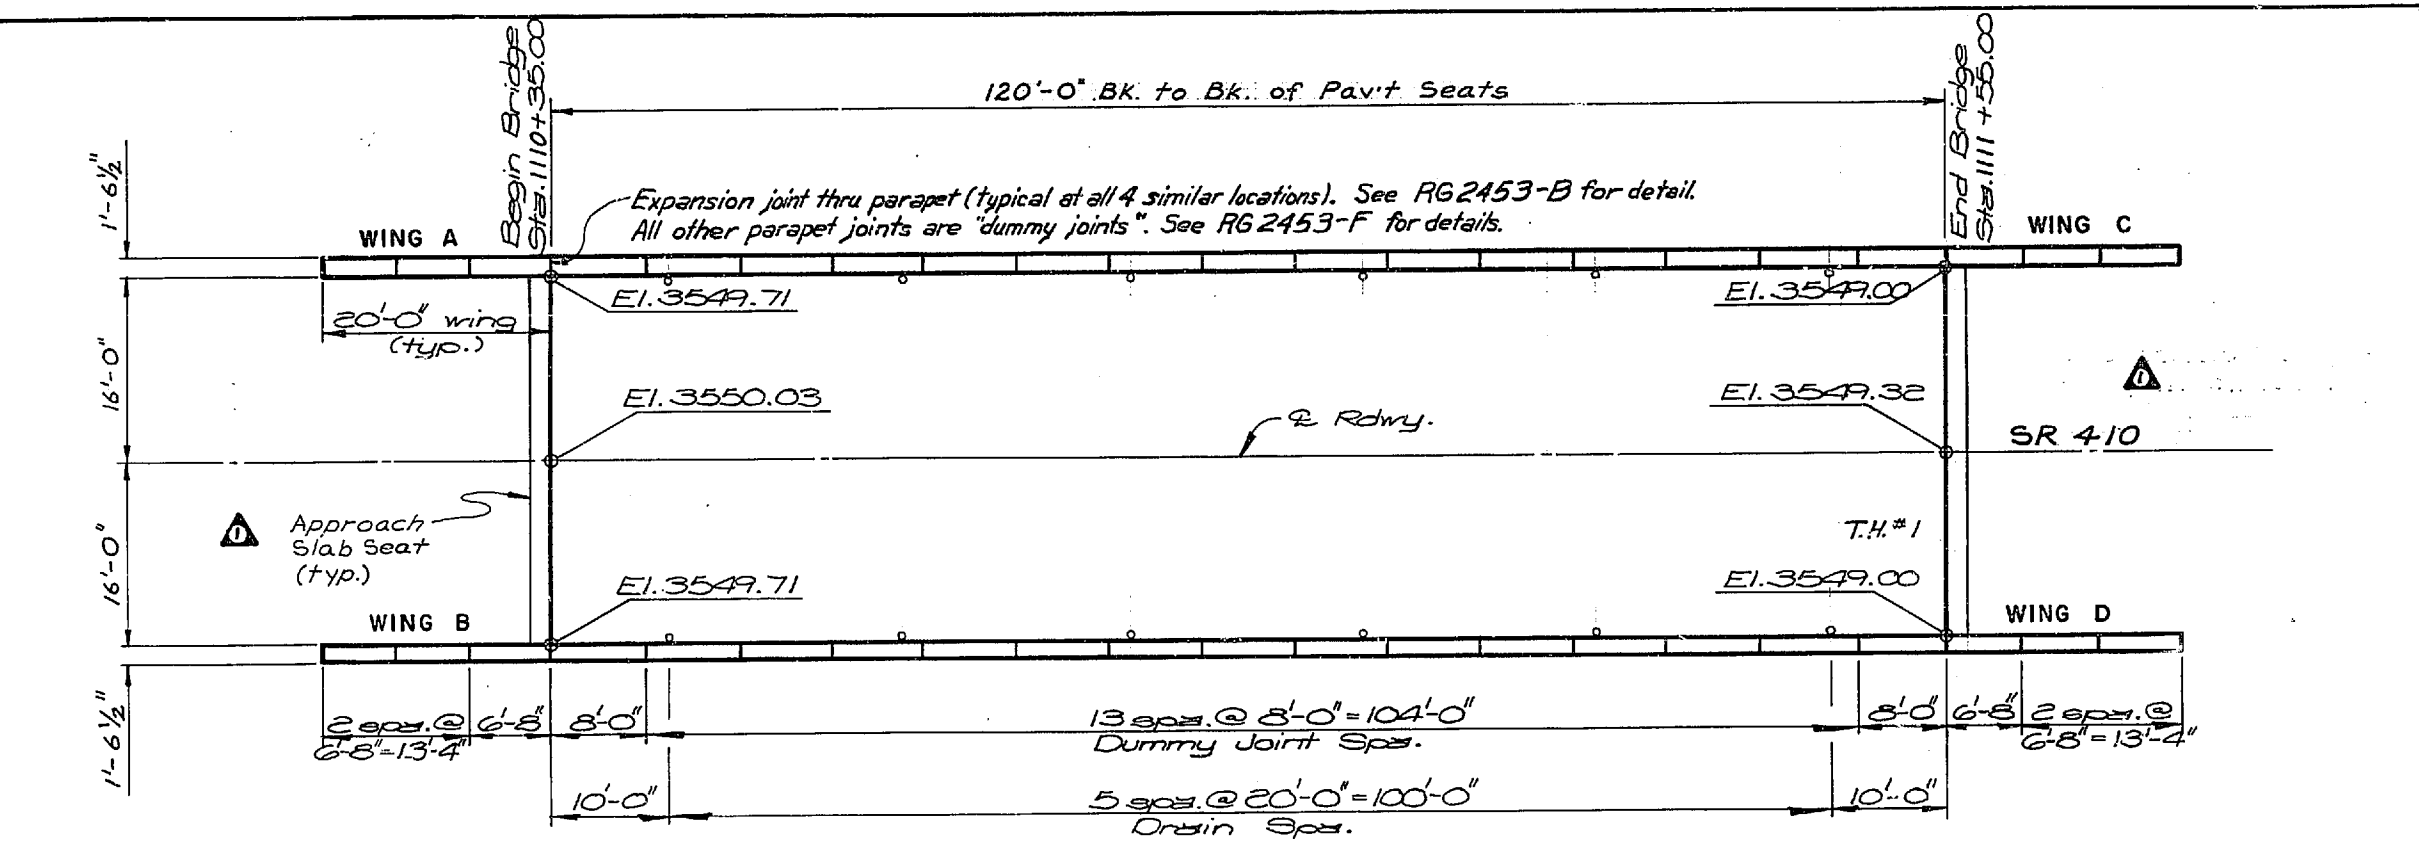 Begin Bridge
Sta. 1110+35.00
120'-0" Bk. to Bk. of Pav't Seats
End Bridge
Sta. 1111+55.00
1'-6½"
Expansion joint thru parapet (typical at all 4 similar locations). See RG2453-B for detail.
All other parapet joints are "dummy joints". See RG2453-F for details.
WING A
WING C
El. 3549.71
El. 3549.00
20'-0" wing
(typ.)
16'-0"
El. 3550.03
El. 3549.32
1
℄ Rdwy.
SR 410
16'-0"
1
Approach
Slab Seat
(typ.)
T.H.#1
El. 3549.71
El. 3549.00
WING B
WING D
1'-6½"
2 spa. @
6'-8"=13'-4"
6'-8"
8'-0"
13 spa. @ 8'-0" = 104'-0"
Dummy Joint Spa.
8'-0"
6'-8"
2 spa. @
6'-8"=13'-4"
10'-0"
5 spa. @ 20'-0" = 100'-0"
Drain Spa.
10'-0"